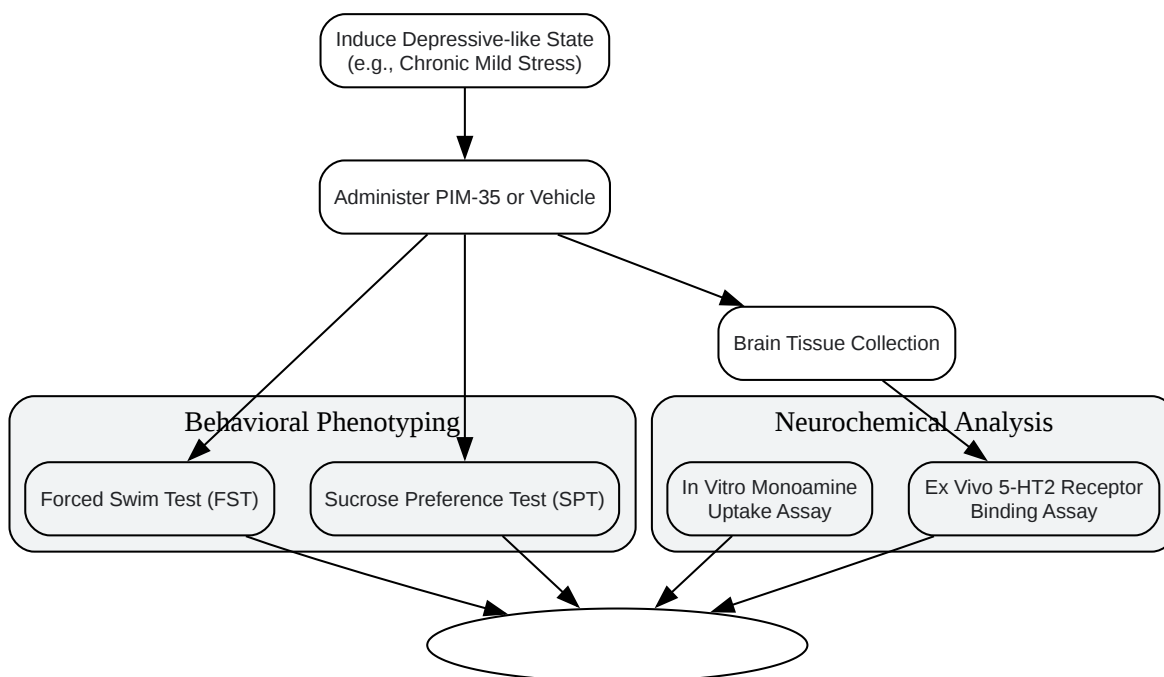 Induce Depressive-like State
(e.g., Chronic Mild Stress)
Administer PIM-35 or Vehicle
Brain Tissue Collection
Behavioral Phenotyping
Neurochemical Analysis
Forced Swim Test (FST)
Sucrose Preference Test (SPT)
In Vitro Monoamine
Uptake Assay
Ex Vivo 5-HT2 Receptor
Binding Assay